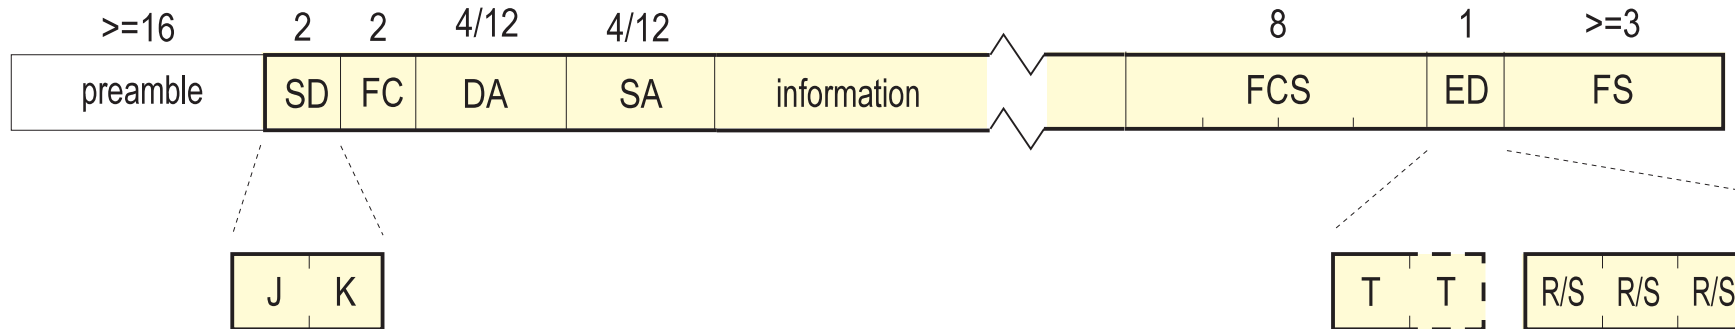 >=16 2 2 4/12 4/12 8 1 >=3
preamble SD FC DA SA information FCS ED FS
J K T T R/S R/S R/S